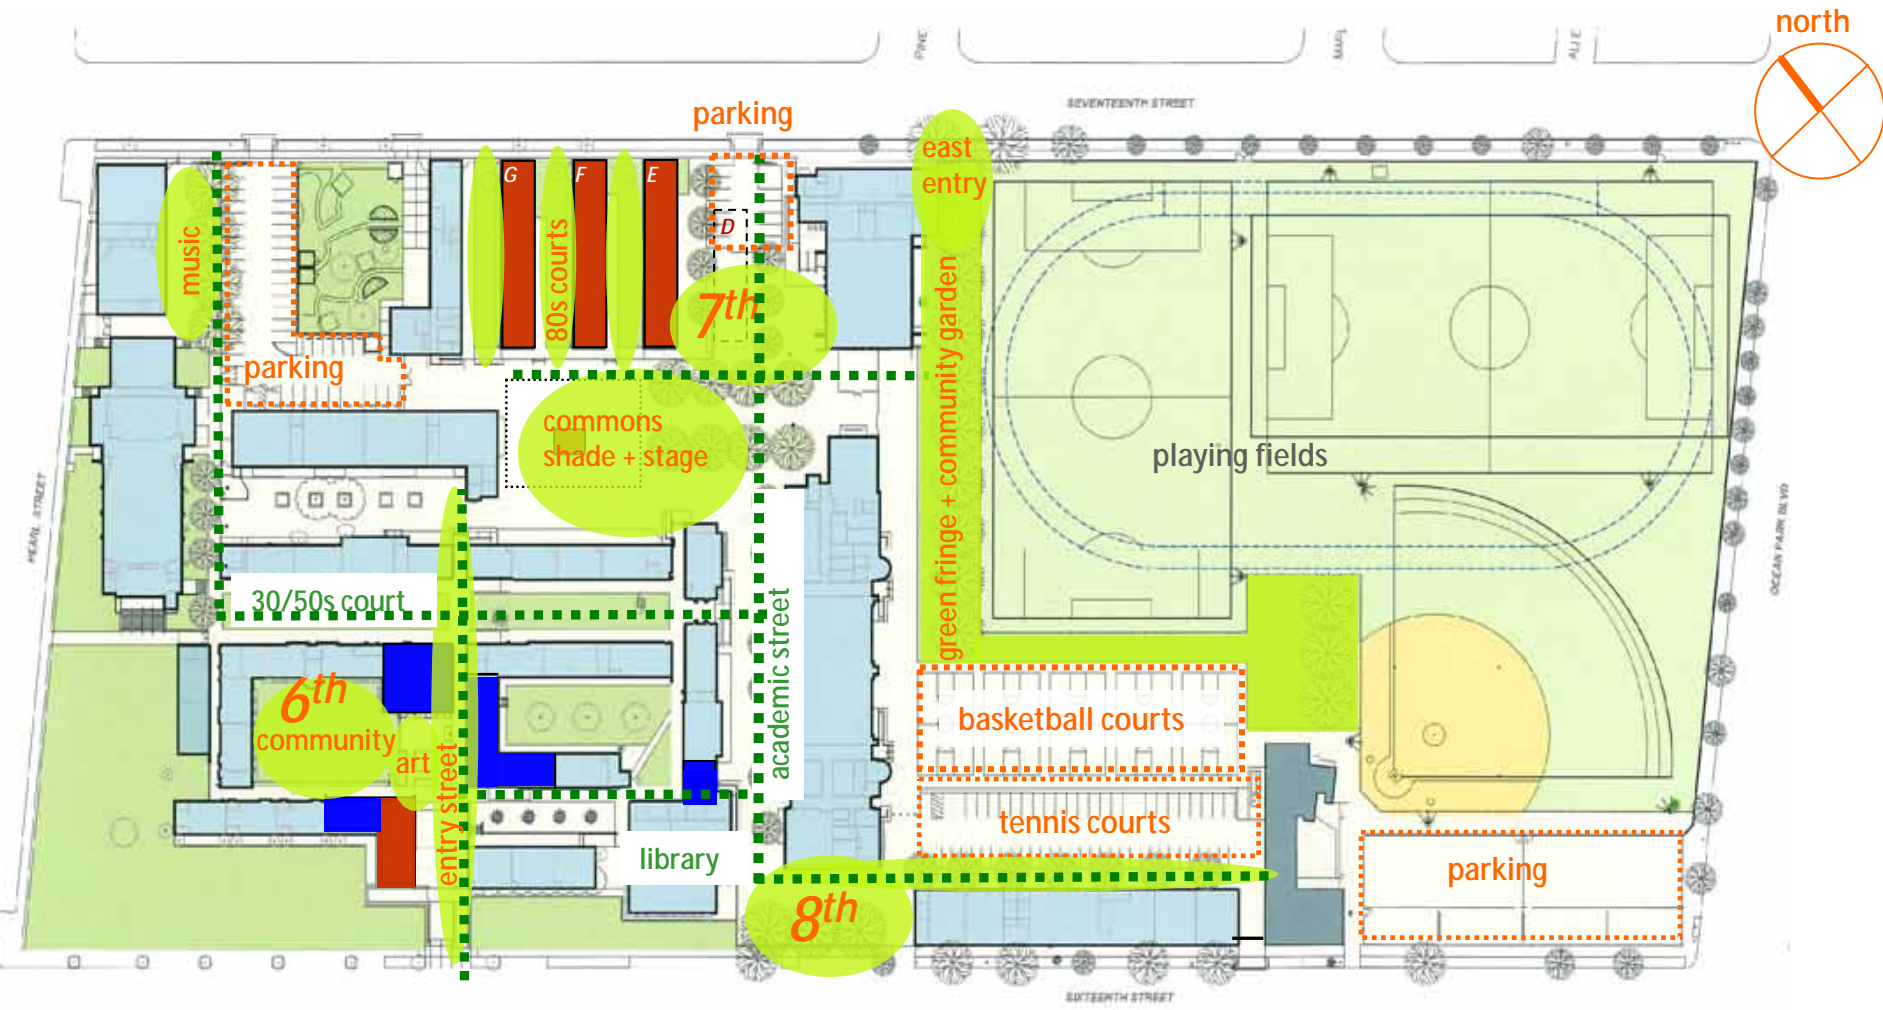 north
PINE
SEVENTEENTH STREET
parking
east
entry
G
F
E
D
music
80s courts
7th
parking
commons
shade + stage
green fringe + community garden
playing fields
PEARL STREET
OCEAN PARK BLVD
30/50s court
academic street
6th
community
art
entry street
basketball courts
tennis courts
library
parking
8th
SIXTEENTH STREET